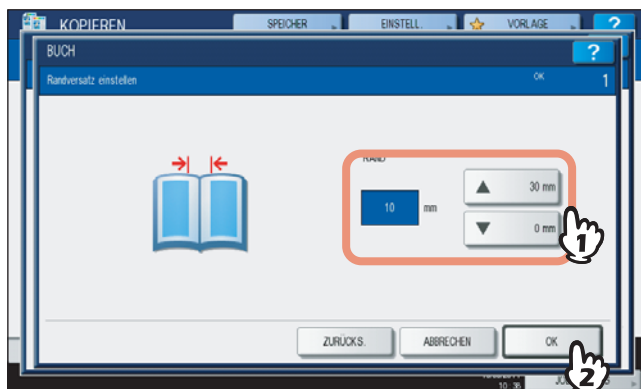 KOPIEREN SPEICHER EINSTELL. VORLAGE ?
BUCH ?
Randversatz einstellen OK 1
RAND
▲ 30 mm
10 mm
▼ 0 mm
1
ZURÜCKS. ABBRECHEN OK
2